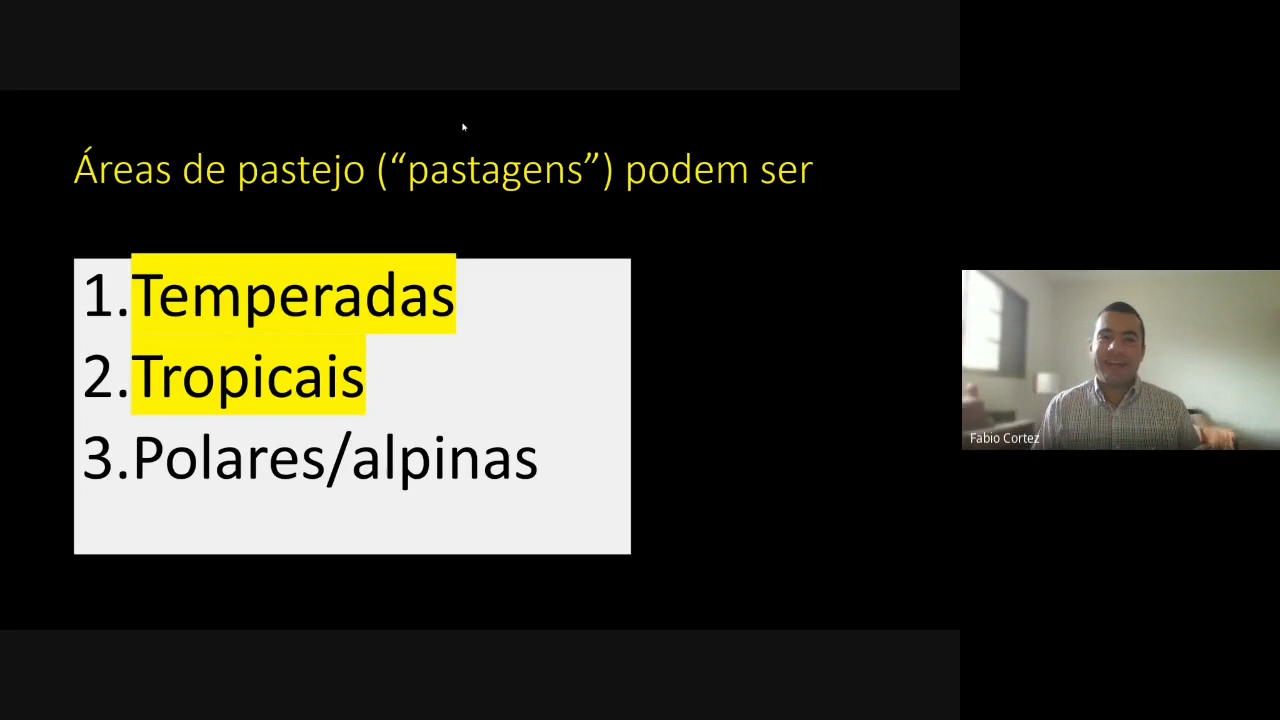 Áreas de pastejo (“pastagens”) podem ser
1.Temperadas
2.Tropicais
3.Polares/alpinas
Fabio Cortez